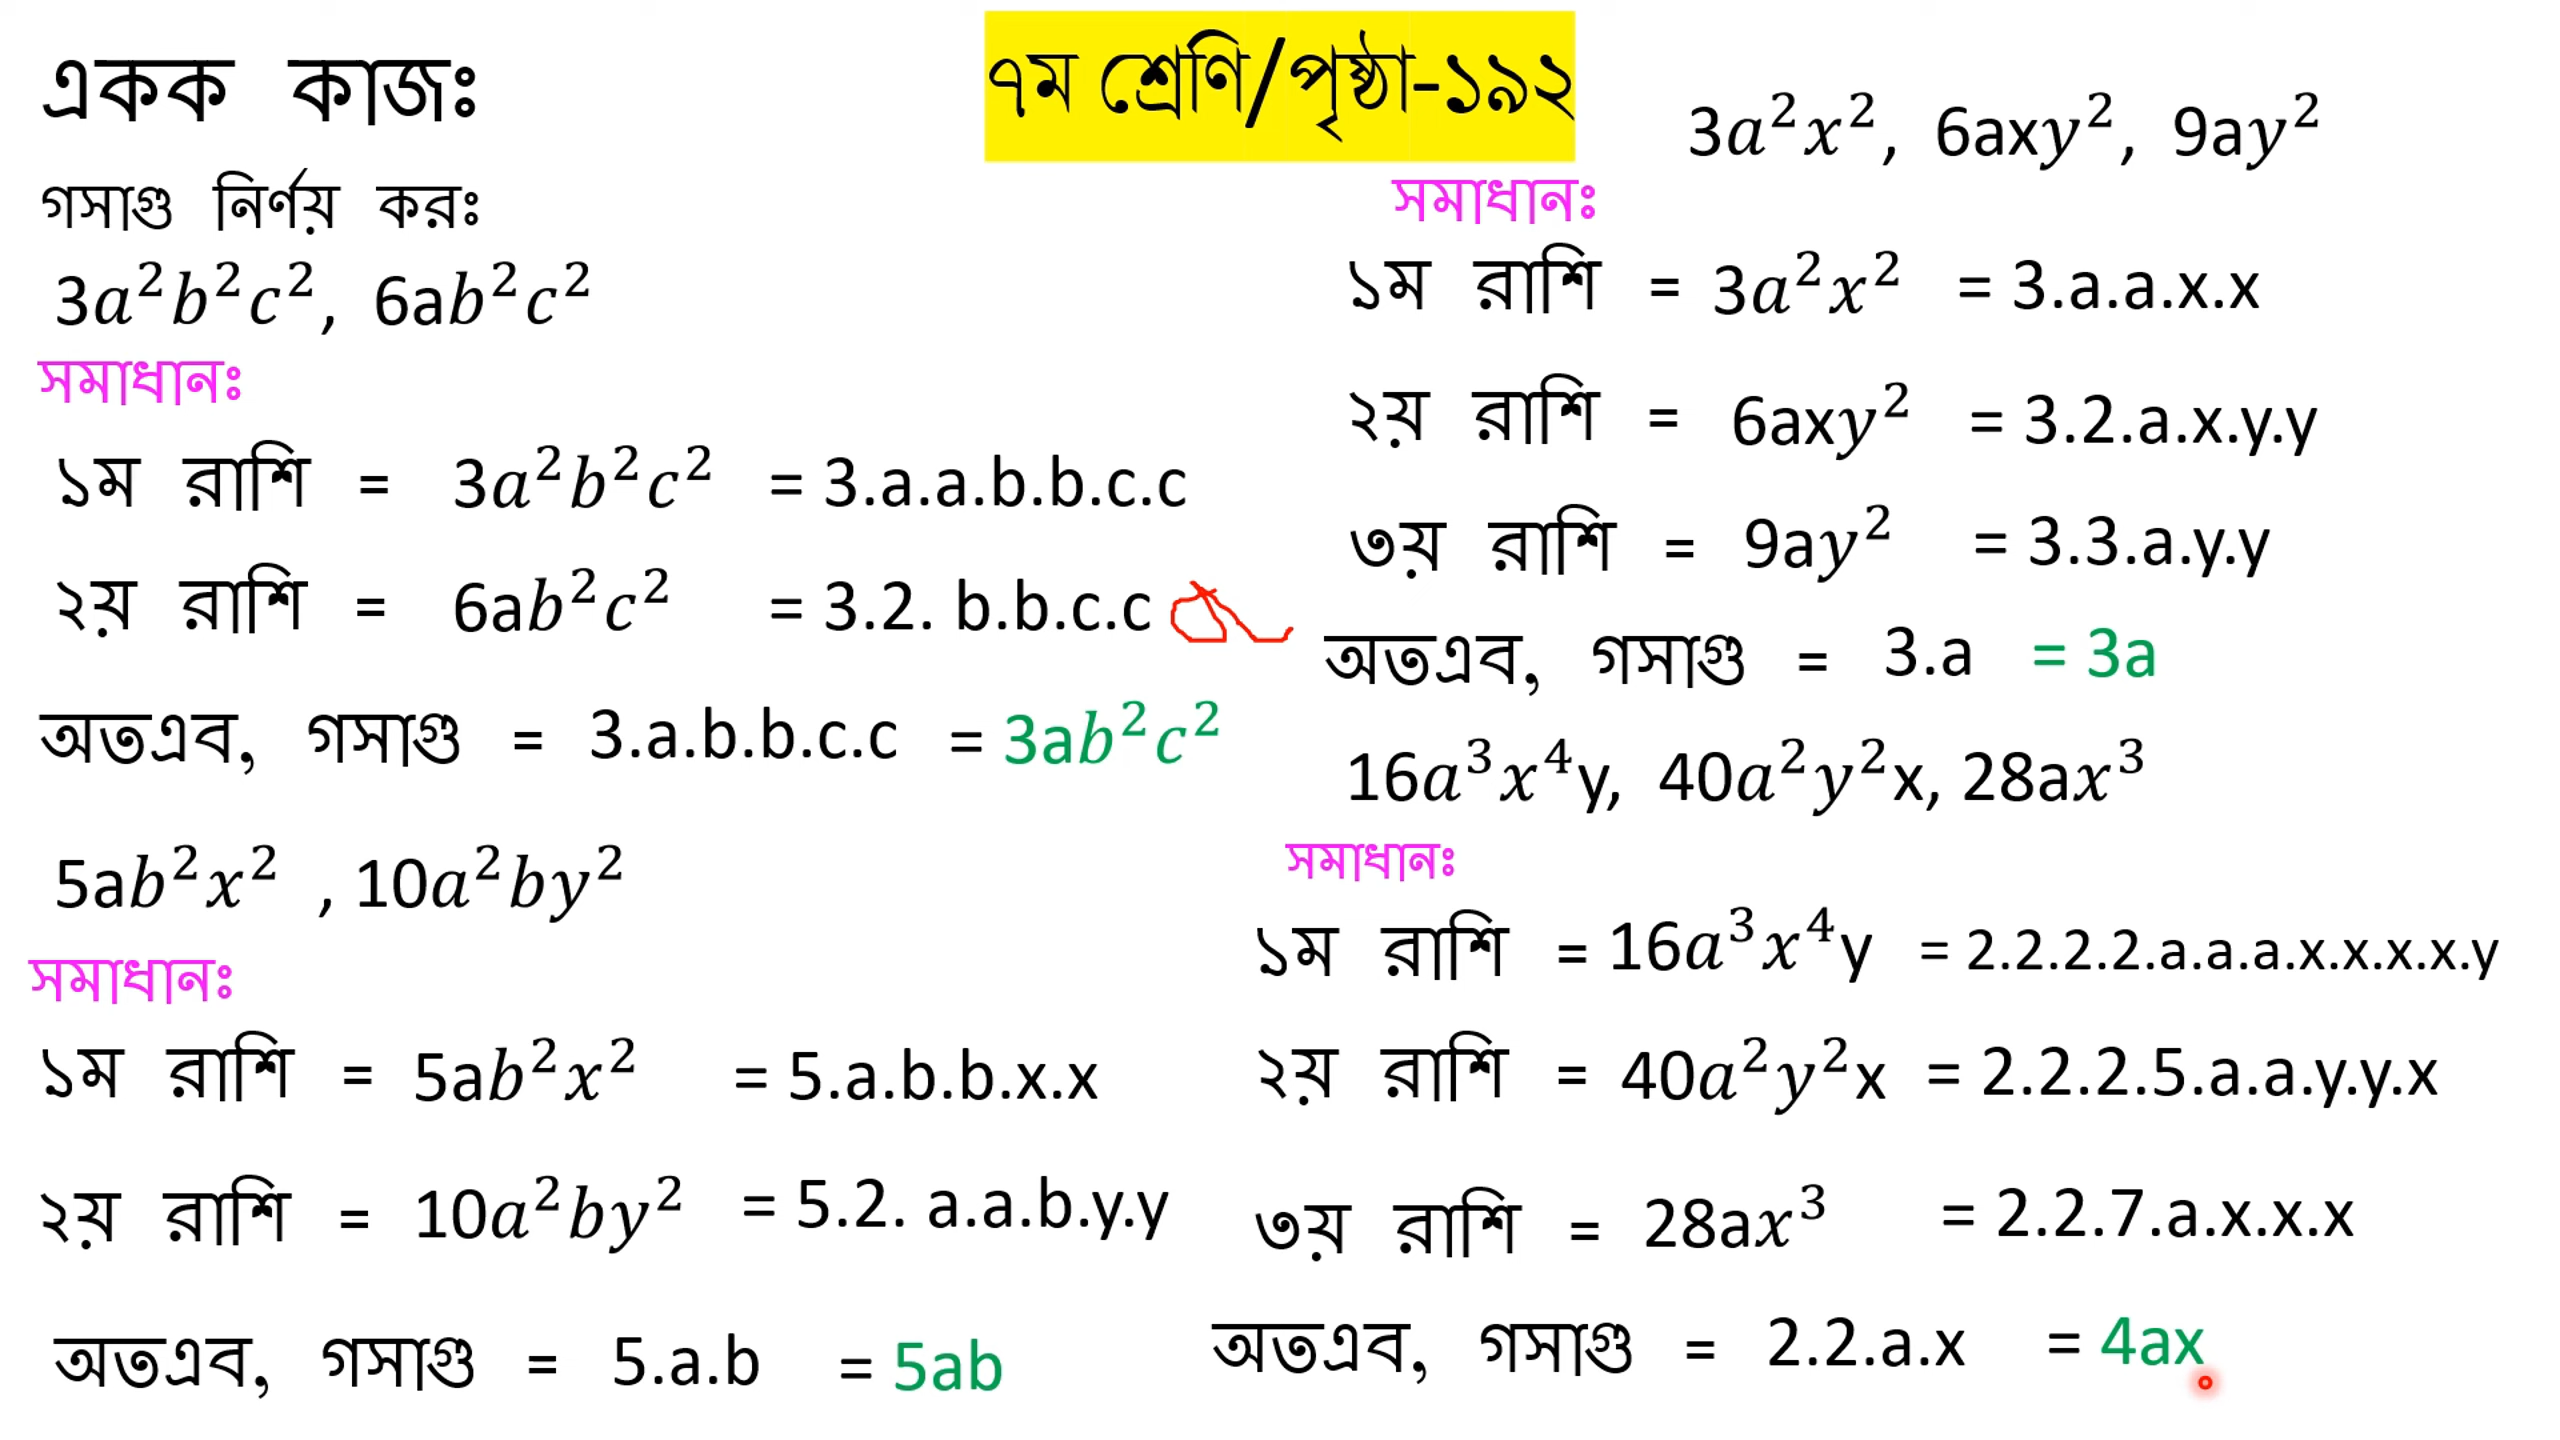 একক কাজঃ
৭ম শ্রেণি/পৃষ্ঠা-১৯২
গসাগু নির্ণয় করঃ
3a²b²c², 6ab²c²
সমাধানঃ
১ম রাশি = 3a²b²c² = 3.a.a.b.b.c.c
২য় রাশি = 6ab²c² = 3.2. b.b.c.c a
অতএব, গসাগু = 3.a.b.b.c.c = 3ab²c²
5ab²x² , 10a²by²
সমাধানঃ
১ম রাশি = 5ab²x² = 5.a.b.b.x.x
২য় রাশি = 10a²by² = 5.2. a.a.b.y.y
অতএব, গসাগু = 5.a.b = 5ab
3a²x², 6axy², 9ay²
সমাধানঃ
১ম রাশি = 3a²x² = 3.a.a.x.x
২য় রাশি = 6axy² = 3.2.a.x.y.y
৩য় রাশি = 9ay² = 3.3.a.y.y
অতএব, গসাগু = 3.a = 3a
16a³x⁴y, 40a²y²x, 28ax³
সমাধানঃ
১ম রাশি = 16a³x⁴y = 2.2.2.2.a.a.a.x.x.x.x.y
২য় রাশি = 40a²y²x = 2.2.2.5.a.a.y.y.x
৩য় রাশি = 28ax³ = 2.2.7.a.x.x.x
অতএব, গসাগু = 2.2.a.x = 4ax